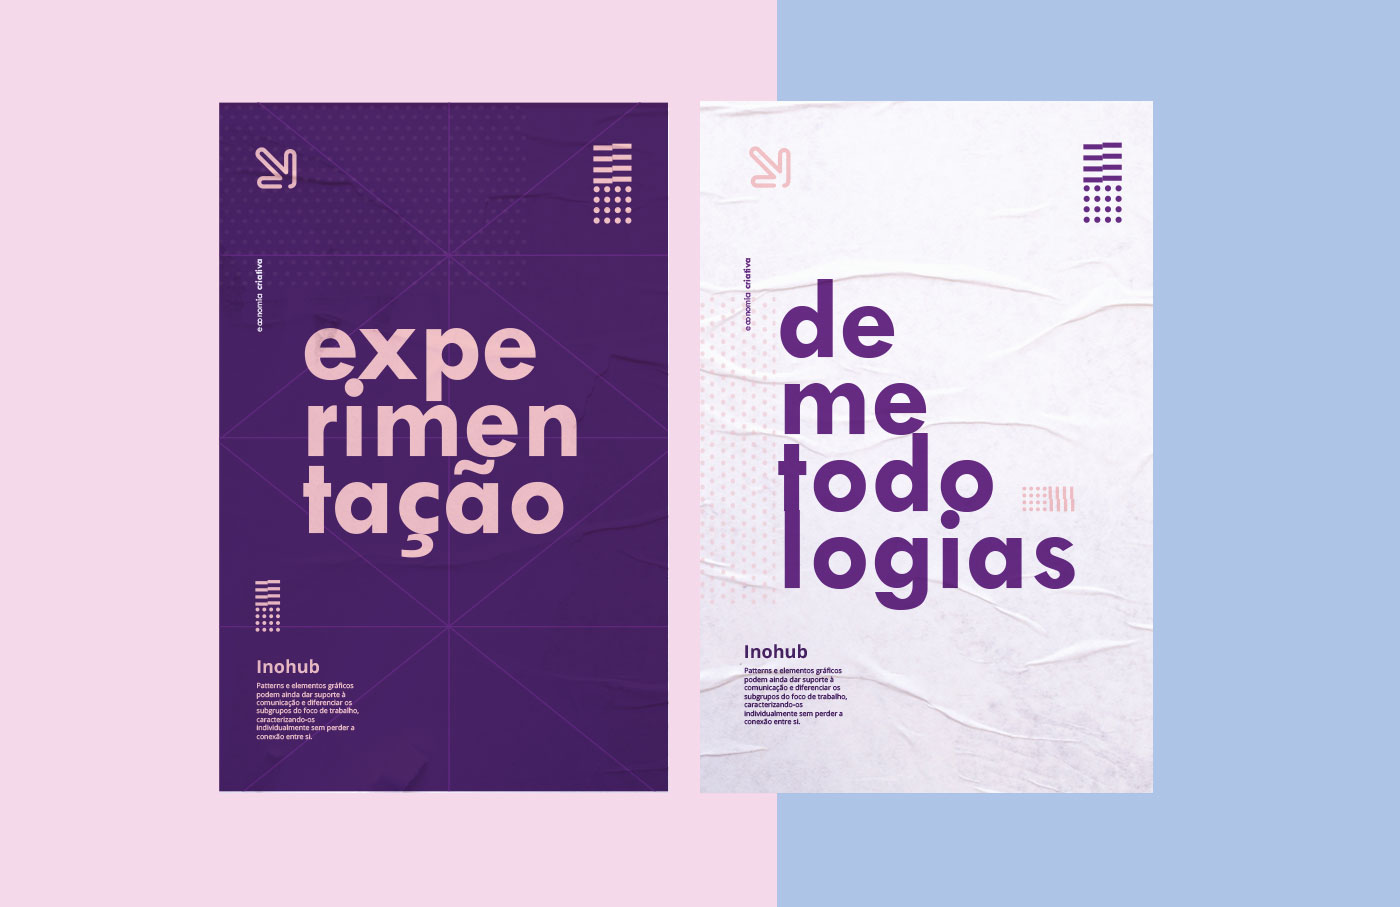 economia criativa
expe
rimen
tação
Inohub
Patterns e elementos gráficos
podem ainda dar suporte à
comunicação e diferenciar os
subgrupos do foco de trabalho,
caracterizando-os
individualmente sem perder a
conexão entre si.
economia criativa
de
me
todo
logias
Inohub
Patterns e elementos gráficos
podem ainda dar suporte à
comunicação e diferenciar os
subgrupos do foco de trabalho,
caracterizando-os
individualmente sem perder a
conexão entre si.